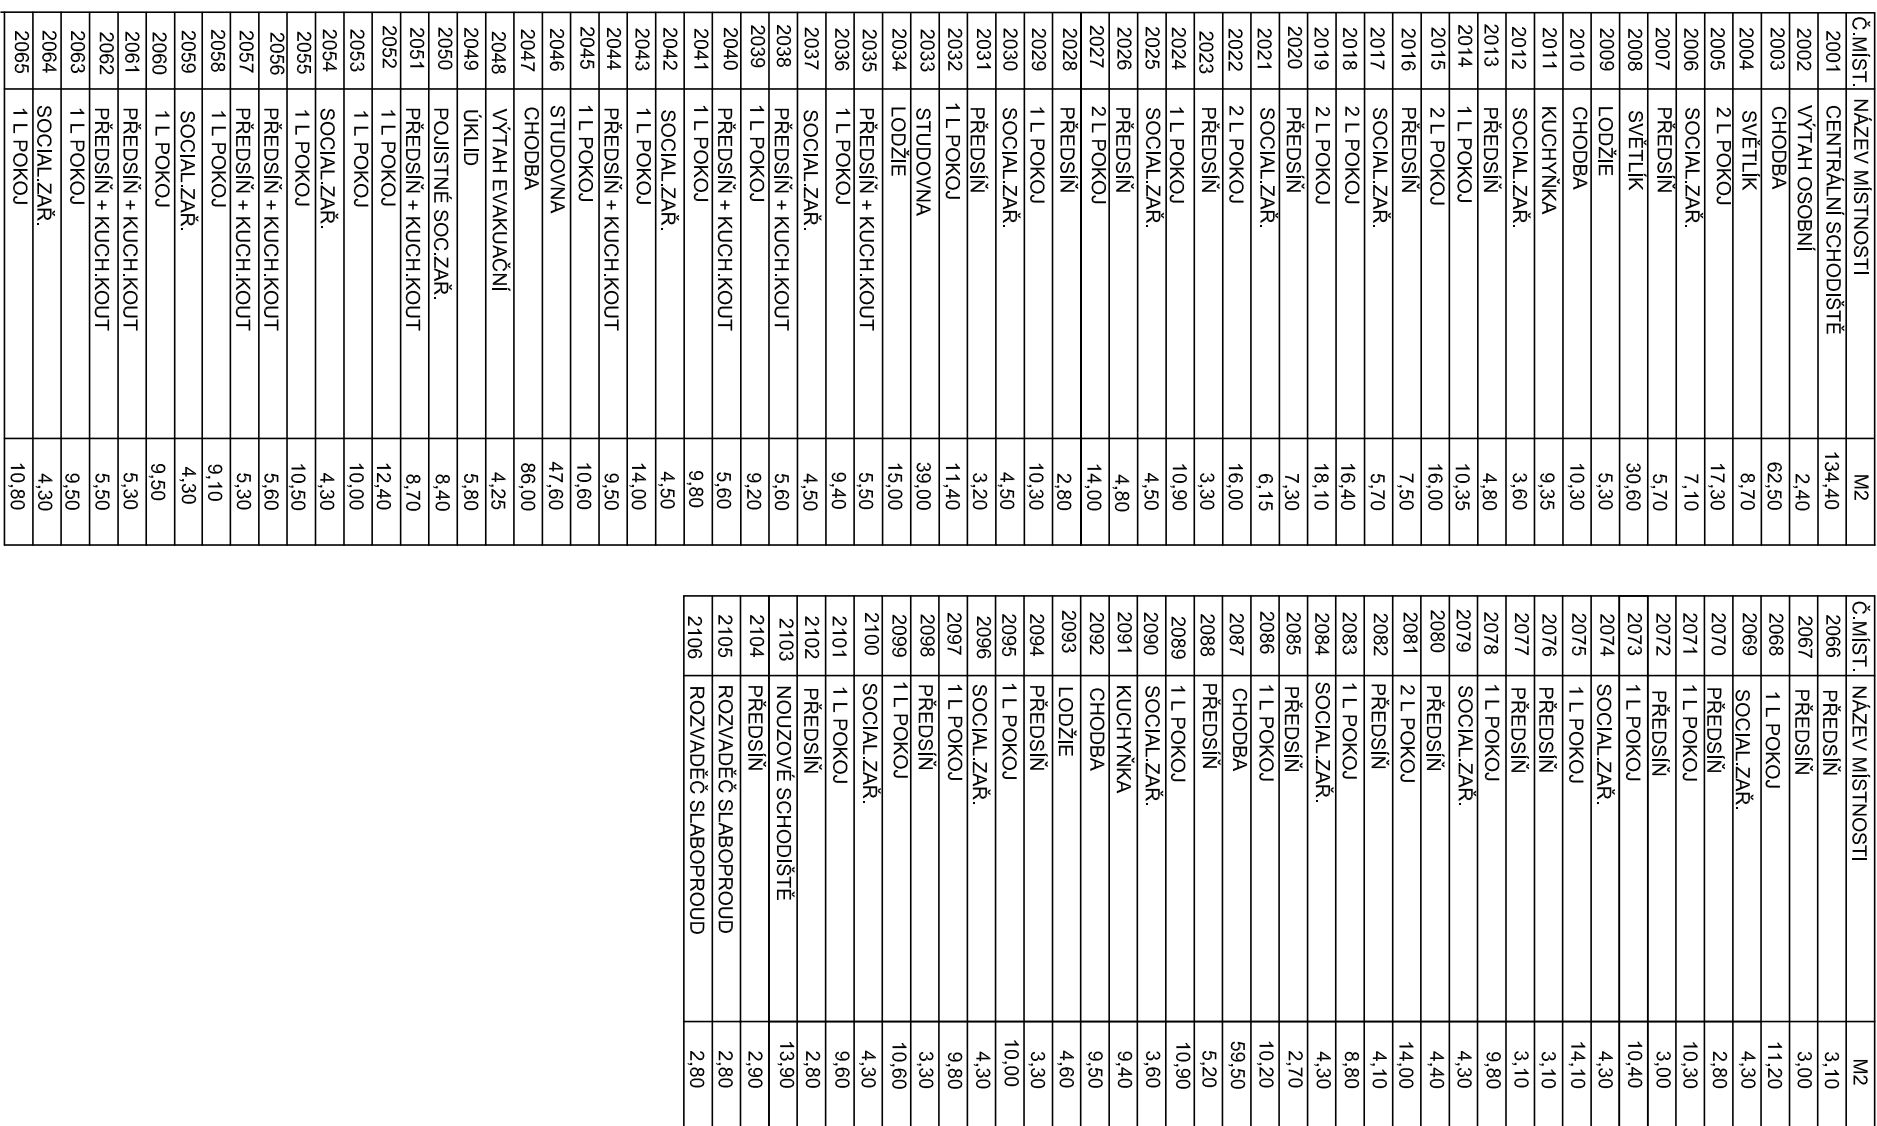 Č.MÍST. NÁZEV MÍSTNOSTI M2
2001 CENTRÁLNÍ SCHODIŠTĚ 134,40
2002 VÝTAH OSOBNÍ 2,40
2003 CHODBA 62,50
2004 SVĚTLÍK 8,70
2005 2 L POKOJ 17,30
2006 SOCIAL.ZAŘ. 7,10
2007 PŘEDSÍŇ 5,70
2008 SVĚTLÍK 30,60
2009 LODŽIE 5,30
2010 CHODBA 10,30
2011 KUCHYŇKA 9,35
2012 SOCIAL.ZAŘ. 3,60
2013 PŘEDSÍŇ 4,80
2014 1 L POKOJ 10,35
2015 2 L POKOJ 16,00
2016 PŘEDSÍŇ 7,50
2017 SOCIAL.ZAŘ. 5,70
2018 2 L POKOJ 16,40
2019 2 L POKOJ 18,10
2020 PŘEDSÍŇ 7,30
2021 SOCIAL.ZAŘ. 6,15
2022 2 L POKOJ 16,00
2023 PŘEDSÍŇ 3,30
2024 1 L POKOJ 10,90
2025 SOCIAL.ZAŘ. 4,50
2026 PŘEDSÍŇ 4,80
2027 2 L POKOJ 14,00
2028 PŘEDSÍŇ 2,80
2029 1 L POKOJ 10,30
2030 SOCIAL.ZAŘ. 4,50
2031 PŘEDSÍŇ 3,20
2032 1 L POKOJ 11,40
2033 STUDOVNA 39,00
2034 LODŽIE 15,00
2035 PŘEDSÍŇ + KUCH.KOUT 5,50
2036 1 L POKOJ 9,40
2037 SOCIAL.ZAŘ. 4,50
2038 PŘEDSÍŇ + KUCH.KOUT 5,60
2039 1 L POKOJ 9,20
2040 PŘEDSÍŇ + KUCH.KOUT 5,60
2041 1 L POKOJ 9,80
2042 SOCIAL.ZAŘ. 4,50
2043 1 L POKOJ 14,00
2044 PŘEDSÍŇ + KUCH.KOUT 9,50
2045 1 L POKOJ 10,60
2046 STUDOVNA 47,60
2047 CHODBA 86,00
2048 VÝTAH EVAKUAČNÍ 4,25
2049 ÚKLID 5,80
2050 POJISTNÉ SOC.ZAŘ. 8,40
2051 PŘEDSÍŇ + KUCH.KOUT 8,70
2052 1 L POKOJ 12,40
2053 1 L POKOJ 10,00
2054 SOCIAL.ZAŘ. 4,30
2055 1 L POKOJ 10,50
2056 PŘEDSÍŇ + KUCH.KOUT 5,60
2057 PŘEDSÍŇ + KUCH.KOUT 5,30
2058 1 L POKOJ 9,10
2059 SOCIAL.ZAŘ. 4,30
2060 1 L POKOJ 9,50
2061 PŘEDSÍŇ + KUCH.KOUT 5,30
2062 PŘEDSÍŇ + KUCH.KOUT 5,50
2063 1 L POKOJ 9,50
2064 SOCIAL.ZAŘ. 4,30
2065 1 L POKOJ 10,80
Č.MÍST. NÁZEV MÍSTNOSTI M2
2066 PŘEDSÍŇ 3,10
2067 PŘEDSÍŇ 3,00
2068 1 L POKOJ 11,20
2069 SOCIAL.ZAŘ. 4,30
2070 PŘEDSÍŇ 2,80
2071 1 L POKOJ 10,30
2072 PŘEDSÍŇ 3,00
2073 1 L POKOJ 10,40
2074 SOCIAL.ZAŘ. 4,30
2075 1 L POKOJ 14,10
2076 PŘEDSÍŇ 3,10
2077 PŘEDSÍŇ 3,10
2078 1 L POKOJ 9,80
2079 SOCIAL.ZAŘ. 4,30
2080 PŘEDSÍŇ 4,40
2081 2 L POKOJ 14,00
2082 PŘEDSÍŇ 4,10
2083 1 L POKOJ 8,80
2084 SOCIAL.ZAŘ. 4,30
2085 PŘEDSÍŇ 2,70
2086 1 L POKOJ 10,20
2087 CHODBA 59,50
2088 PŘEDSÍŇ 5,20
2089 1 L POKOJ 10,90
2090 SOCIAL.ZAŘ. 3,60
2091 KUCHYŇKA 9,40
2092 CHODBA 9,50
2093 LODŽIE 4,60
2094 PŘEDSÍŇ 3,30
2095 1 L POKOJ 10,00
2096 SOCIAL.ZAŘ. 4,30
2097 1 L POKOJ 9,80
2098 PŘEDSÍŇ 3,30
2099 1 L POKOJ 10,60
2100 SOCIAL.ZAŘ. 4,30
2101 1 L POKOJ 9,60
2102 PŘEDSÍŇ 2,80
2103 NOUZOVÉ SCHODIŠTĚ 13,90
2104 PŘEDSÍŇ 2,90
2105 ROZVADĚČ SLABOPROUD 2,80
2106 ROZVADĚČ SLABOPROUD 2,80